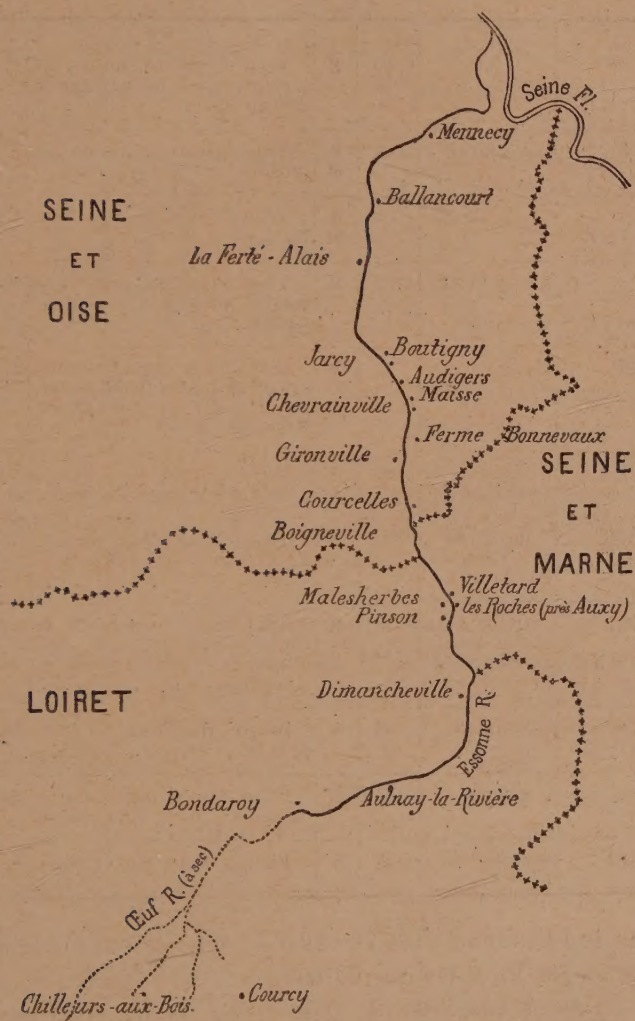 Seine Fl.
Mennecy
SEINE
ET
OISE
Ballancourt
La Ferté-Alais
Jarcy
Boutigny
Audigers
Maisse
Chevrainville
Ferme Bonnevaux
Gironville
SEINE
ET
MARNE
Courcelles
Boigneville
Villetard
Malesherbes
les Roches (près Auxy)
Pinson
LOIRET
Dimancheville
Essonne R.
Bondaroy
Aulnay-la-Rivière
Œuf R. (à sec)
Chilleurs-aux-Bois.
Courcy